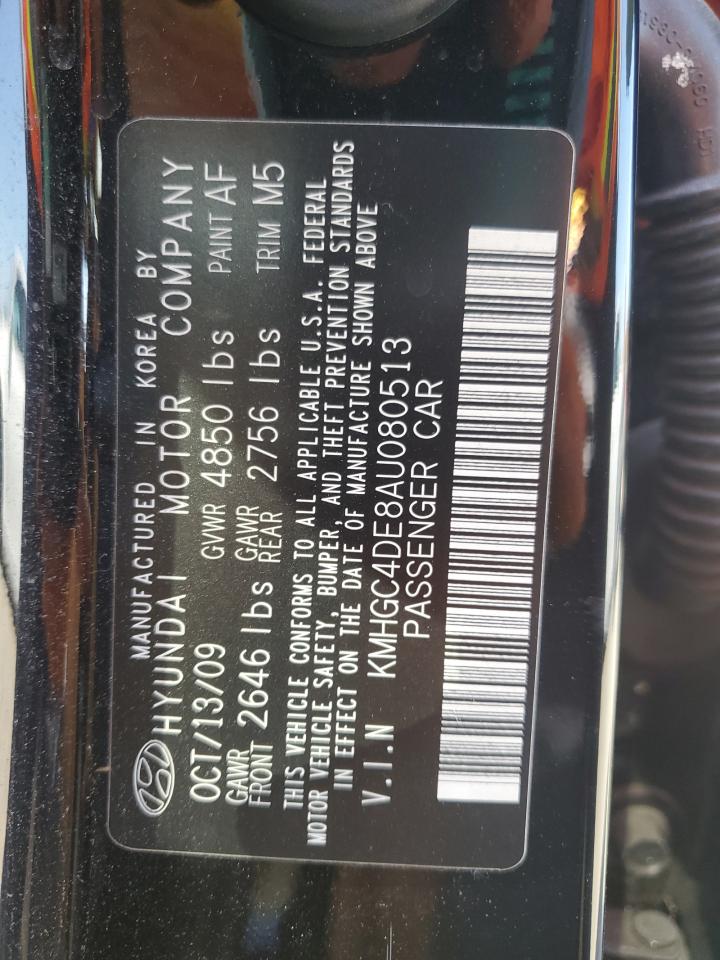 MANUFACTURED IN KOREA BY
HYUNDAI MOTOR COMPANY
OCT/13/09 GVWR 4850 lbs PAINT AF
GAWR FRONT 2646 lbs GAWR REAR 2756 lbs TRIM M5
THIS VEHICLE CONFORMS TO ALL APPLICABLE U.S.A. FEDERAL
MOTOR VEHICLE SAFETY, BUMPER, AND THEFT PREVENTION STANDARDS
IN EFFECT ON THE DATE OF MANUFACTURE SHOWN ABOVE
V.I.N KMHGC4DE8AU080513
PASSENGER CAR